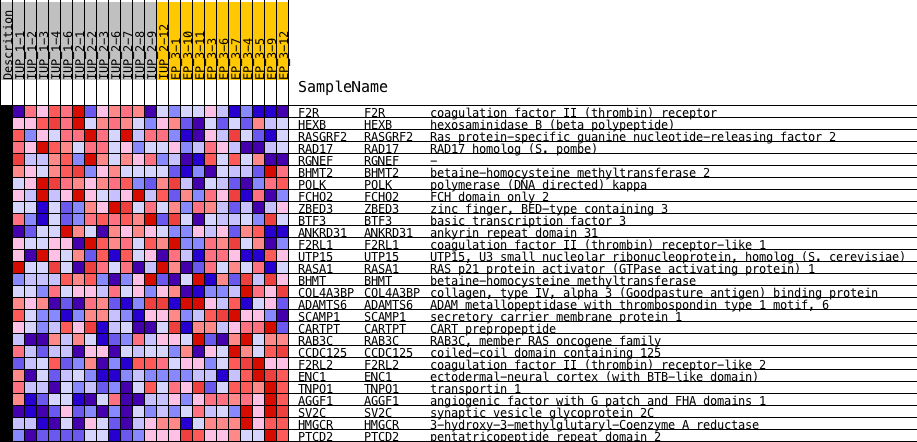 Descrition
IUP_1-1
IUP_1-2
IUP_1-3
IUP_1-4
IUP_1-6
IUP_2-1
IUP_2-2
IUP_2-3
IUP_2-6
IUP_2-7
IUP_2-8
IUP_2-9
IUP_2-12
EP_3-1
EP_3-10
EP_3-11
EP_3-3
EP_3-6
EP_3-7
EP_3-4
EP_3-5
EP_3-9
EP_3-12
SampleName
F2R F2R coagulation factor II (thrombin) receptor
HEXB HEXB hexosaminidase B (beta polypeptide)
RASGRF2 RASGRF2 Ras protein-specific guanine nucleotide-releasing factor 2
RAD17 RAD17 RAD17 homolog (S. pombe)
RGNEF RGNEF –
BHMT2 BHMT2 betaine-homocysteine methyltransferase 2
POLK POLK polymerase (DNA directed) kappa
FCHO2 FCHO2 FCH domain only 2
ZBED3 ZBED3 zinc finger, BED-type containing 3
BTF3 BTF3 basic transcription factor 3
ANKRD31 ANKRD31 ankyrin repeat domain 31
F2RL1 F2RL1 coagulation factor II (thrombin) receptor-like 1
UTP15 UTP15 UTP15, U3 small nucleolar ribonucleoprotein, homolog (S. cerevisiae)
RASA1 RASA1 RAS p21 protein activator (GTPase activating protein) 1
BHMT BHMT betaine-homocysteine methyltransferase
COL4A3BP COL4A3BP collagen, type IV, alpha 3 (Goodpasture antigen) binding protein
ADAMTS6 ADAMTS6 ADAM metallopeptidase with thrombospondin type 1 motif, 6
SCAMP1 SCAMP1 secretory carrier membrane protein 1
CARTPT CARTPT CART prepropeptide
RAB3C RAB3C RAB3C, member RAS oncogene family
CCDC125 CCDC125 coiled-coil domain containing 125
F2RL2 F2RL2 coagulation factor II (thrombin) receptor-like 2
ENC1 ENC1 ectodermal-neural cortex (with BTB-like domain)
TNPO1 TNPO1 transportin 1
AGGF1 AGGF1 angiogenic factor with G patch and FHA domains 1
SV2C SV2C synaptic vesicle glycoprotein 2C
HMGCR HMGCR 3-hydroxy-3-methylglutaryl-Coenzyme A reductase
PTCD2 PTCD2 pentatricopeptide repeat domain 2